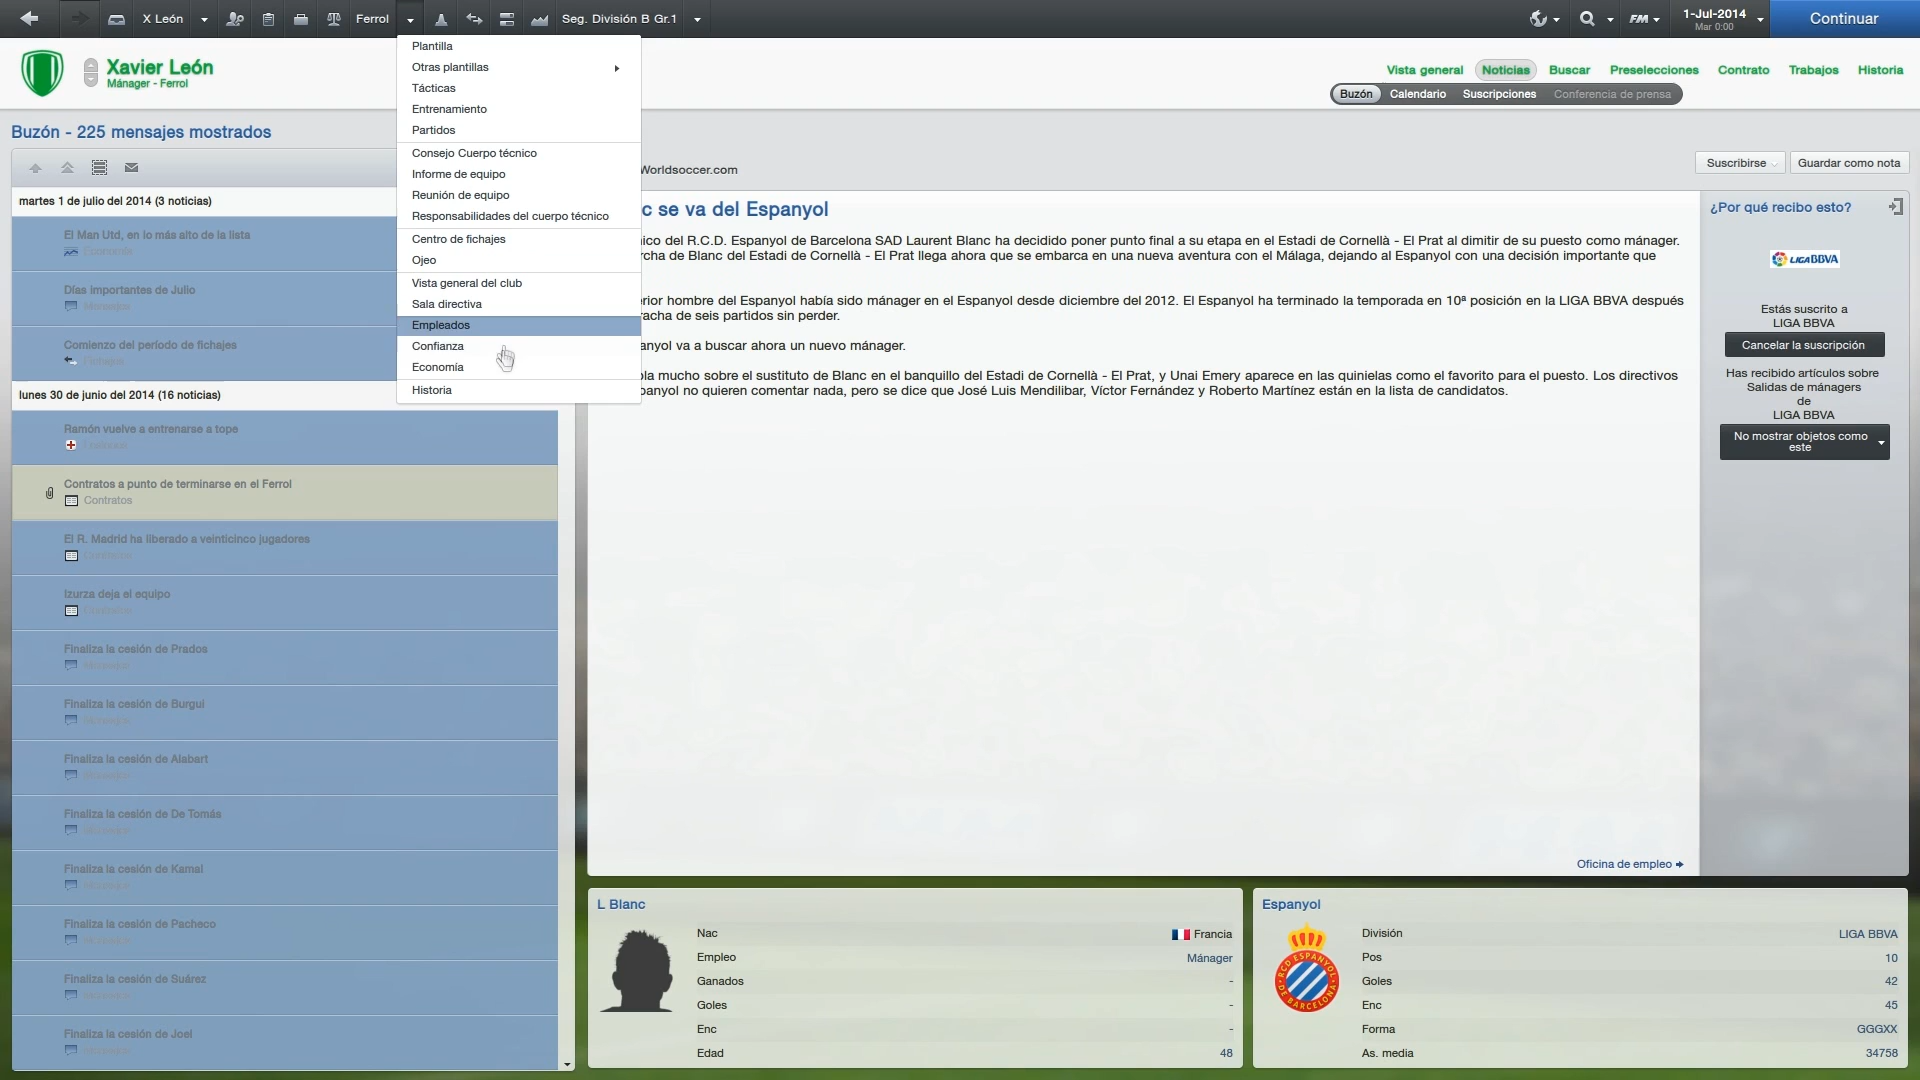 X León
Ferrol
Seg. División B Gr.1
FM
1-Jul-2014
Mar 0:00
Continuar
Xavier León
Mánager - Ferrol
Vista general
Noticias
Buscar
Preselecciones
Contrato
Trabajos
Historia
Buzón
Calendario
Suscripciones
Conferencia de prensa
Plantilla
Otras plantillas
Tácticas
Entrenamiento
Partidos
Consejo Cuerpo técnico
Informe de equipo
Reunión de equipo
Responsabilidades del cuerpo técnico
Centro de fichajes
Ojeo
Vista general del club
Sala directiva
Empleados
Confianza
Economía
Historia
Buzón - 225 mensajes mostrados
martes 1 de julio del 2014 (3 noticias)
El Man Utd, en lo más alto de la lista
Economía
Días importantes de Julio
Mensajes
Comienzo del período de fichajes
Fichajes
lunes 30 de junio del 2014 (16 noticias)
Ramón vuelve a entrenarse a tope
Contratos a punto de terminarse en el Ferrol
Contratos
El R. Madrid ha liberado a veinticinco jugadores
Contratos
Izurza deja el equipo
Contratos
Finaliza la cesión de Prados
Mensajes
Finaliza la cesión de Burgui
Mensajes
Finaliza la cesión de Alabart
Mensajes
Finaliza la cesión de De Tomás
Mensajes
Finaliza la cesión de Kamal
Mensajes
Finaliza la cesión de Pacheco
Mensajes
Finaliza la cesión de Suárez
Mensajes
Finaliza la cesión de Joel
Mensajes
Worldsoccer.com
Suscribirse
Guardar como nota
c se va del Espanyol
ico del R.C.D. Espanyol de Barcelona SAD Laurent Blanc ha decidido poner punto final a su etapa en el Estadi de Cornellà - El Prat al dimitir de su puesto como mánager.
rcha de Blanc del Estadi de Cornellà - El Prat llega ahora que se embarca en una nueva aventura con el Málaga, dejando al Espanyol con una decisión importante que
erior hombre del Espanyol había sido mánager en el Espanyol desde diciembre del 2012. El Espanyol ha terminado la temporada en 10ª posición en la LIGA BBVA después
racha de seis partidos sin perder.
anyol va a buscar ahora un nuevo mánager.
bla mucho sobre el sustituto de Blanc en el banquillo del Estadi de Cornellà - El Prat, y Unai Emery aparece en las quinielas como el favorito para el puesto. Los directivos
panyol no quieren comentar nada, pero se dice que José Luis Mendilibar, Víctor Fernández y Roberto Martínez están en la lista de candidatos.
Oficina de empleo
¿Por qué recibo esto?
LIGA BBVA
Estás suscrito a
LIGA BBVA
Cancelar la suscripción
Has recibido artículos sobre
Salidas de mánagers
de
LIGA BBVA
No mostrar objetos como
este
L Blanc
Nac Francia
Empleo Mánager
Ganados -
Goles -
Enc -
Edad 48
Espanyol
RCD ESPANYOL
DE BARCELONA
División LIGA BBVA
Pos 10
Goles 42
Enc 45
Forma GGGXX
As. media 34758